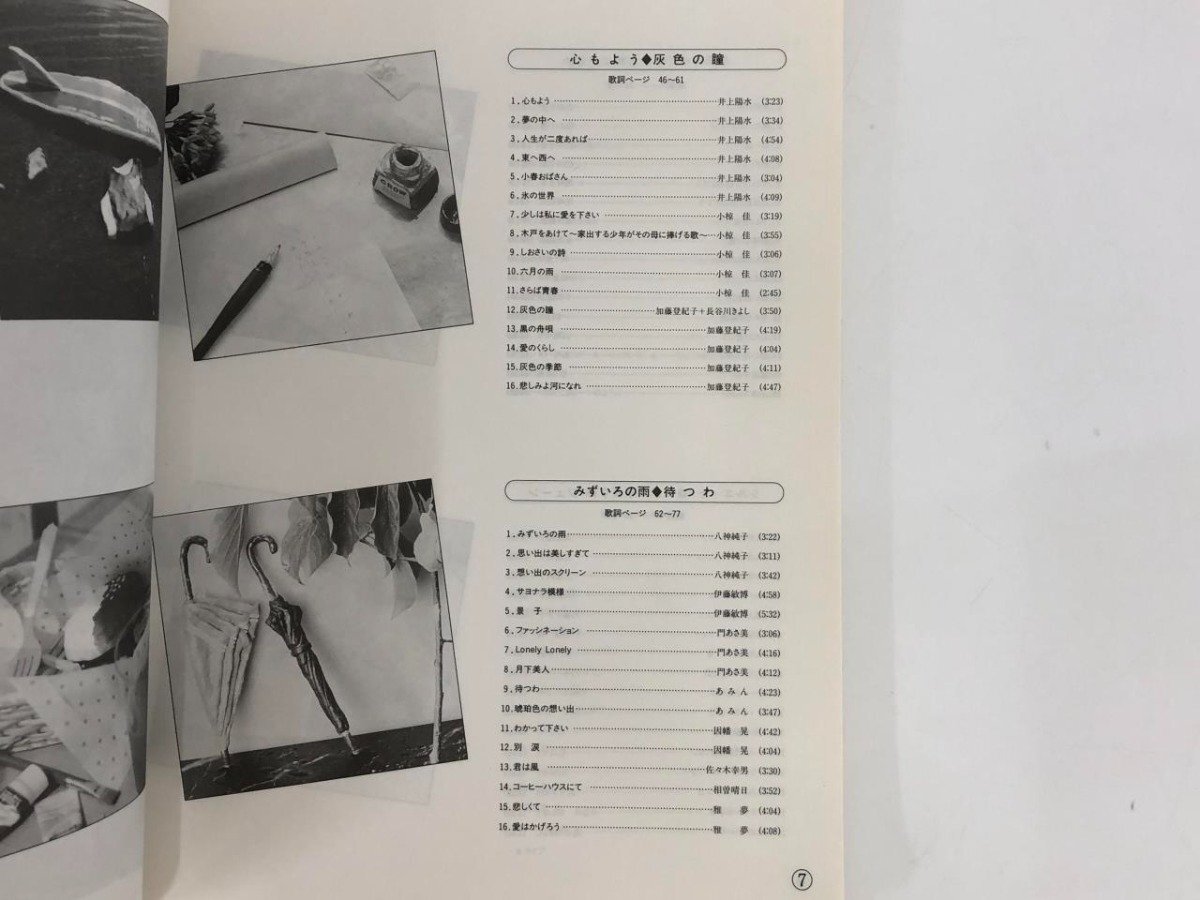 心もよう◆灰色の瞳
歌詞ページ 46〜61
1. 心もよう……井上陽水 (3:23)
2. 夢の中へ……井上陽水 (3:34)
3. 人生が二度あれば……井上陽水 (4:54)
4. 東へ西へ……井上陽水 (4:08)
5. 小春おばさん……井上陽水 (3:04)
6. 氷の世界……井上陽水 (4:09)
7. 少しは私に愛を下さい……小椋 佳 (3:19)
8. 木戸をあけて〜家出する少年がその母に捧げる歌〜…小椋 佳 (3:55)
9. しおさいの詩……小椋 佳 (3:06)
10. 六月の雨……小椋 佳 (3:07)
11. さらば青春……小椋 佳 (2:45)
12. 灰色の瞳……加藤登紀子+長谷川きよし (3:50)
13. 黒の舟唄……加藤登紀子 (4:19)
14. 愛のくらし……加藤登紀子 (4:04)
15. 灰色の季節……加藤登紀子 (4:11)
16. 悲しみよ河になれ……加藤登紀子 (4:47)
CROW
みずいろの雨◆待つわ
歌詞ページ 62〜77
1. みずいろの雨……八神純子 (3:22)
2. 思い出は美しすぎて……八神純子 (3:11)
3. 想い出のスクリーン……八神純子 (3:42)
4. サヨナラ模様……伊藤敏博 (4:58)
5. 景 子……伊藤敏博 (5:32)
6. ファッシネーション……門あさ美 (3:06)
7. Lonely Lonely……門あさ美 (4:16)
8. 月下美人……門あさ美 (4:12)
9. 待つわ……あみん (4:23)
10. 琥珀色の想い出……あみん (3:47)
11. わかって下さい……因幡 晃 (4:42)
12. 別 涙……因幡 晃 (4:04)
13. 君は風……佐々木幸男 (3:30)
14. コーヒーハウスにて……相曽晴日 (3:52)
15. 悲しくて……雅 夢 (4:04)
16. 愛はかげろう……雅 夢 (4:08)
⑦